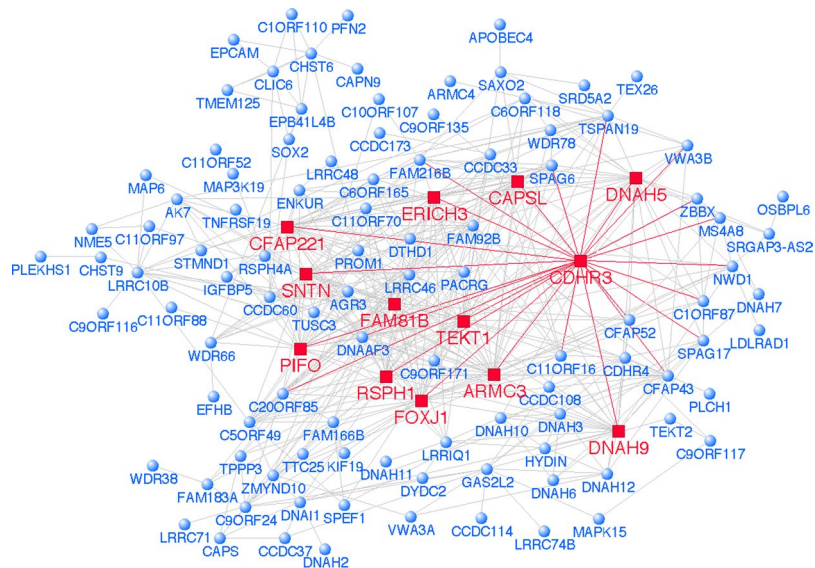 C1ORF110
PFN2
EPCAM
CHST6
APOBEC4
CLIC6
CAPN9
SAXO2
TMEM125
ARMC4
SRD5A2
TEX26
C10ORF107
C6ORF118
EPB41L4B
C9ORF135
TSPAN19
SOX2
CCDC173
WDR78
C11ORF52
LRRC48
FAM216B
CCDC33
SPAG6
VWA3B
MAP6
MAP3K19
C6ORF165
CAPSL
DNAH5
AK7
ENKUR
ERICH3
ZBBX
OSBPL6
TNFRSF19
C11ORF70
MS4A8
NME5
C11ORF97
CFAP221
DTHD1
FAM92B
SRGAP3-AS2
PLEKHS1
CHST9
STMND1
RSPH4A
PROM1
CDHR3
NWD1
LRRC10B
IGFBP5
SNTN
LRRC46
PACRG
AGR3
DNAH7
C9ORF116
C11ORF88
CCDC60
TUSC3
FAM81B
C1ORF87
TEKT1
CFAP52
LDLRAD1
WDR66
PIFO
DNAAF3
SPAG17
C9ORF171
C11ORF16
CDHR4
RSPH1
ARMC3
CFAP43
EFHB
C20ORF85
FOXJ1
CCDC108
PLCH1
C5ORF49
FAM166B
DNAH10
DNAH3
DNAH9
TEKT2
LRRIQ1
C9ORF117
TPPP3
TTC25
KIF19
DNAH11
HYDIN
WDR38
FAM183A
ZMYND10
DYDC2
GAS2L2
DNAH6
DNAH12
C9ORF24
DNAI1
SPEF1
LRRC71
VWA3A
CCDC114
MAPK15
CAPS
CCDC37
DNAH2
LRRC74B